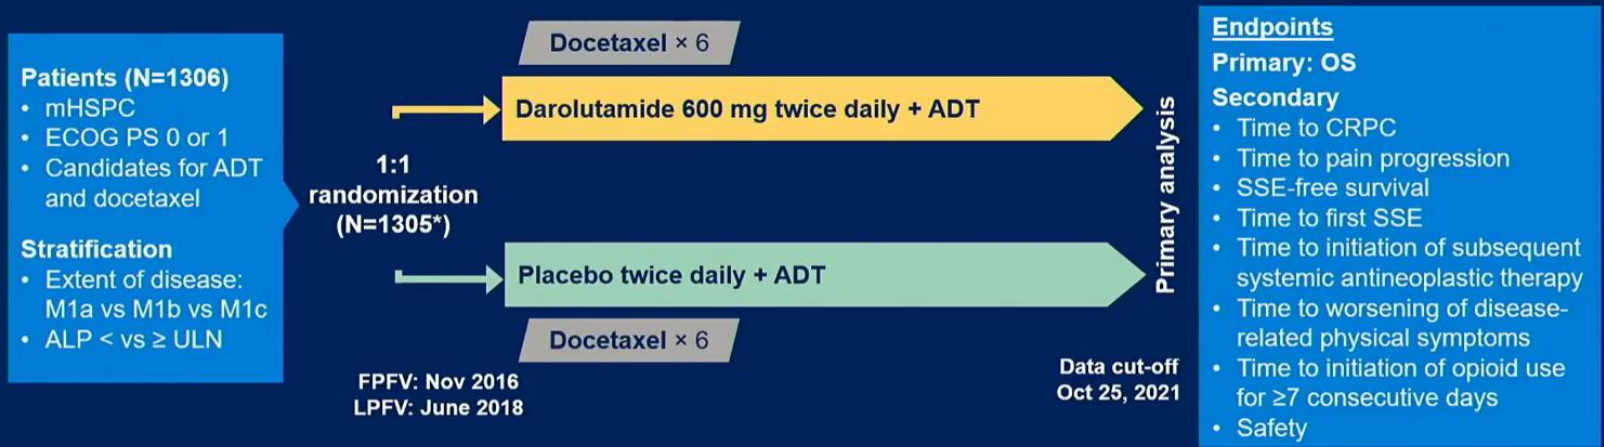 Patients (N=1306)
• mHSPC
• ECOG PS 0 or 1
• Candidates for ADT
and docetaxel
Stratification
• Extent of disease:
M1a vs M1b vs M1c
• ALP < vs ≥ ULN
1:1
randomization
(N=1305*)
FPFV: Nov 2016
LPFV: June 2018
Docetaxel × 6
Darolutamide 600 mg twice daily + ADT
Placebo twice daily + ADT
Docetaxel × 6
Primary analysis
Data cut-off
Oct 25, 2021
Endpoints
Primary: OS
Secondary
• Time to CRPC
• Time to pain progression
• SSE-free survival
• Time to first SSE
• Time to initiation of subsequent
systemic antineoplastic therapy
• Time to worsening of disease-
related physical symptoms
• Time to initiation of opioid use
for ≥7 consecutive days
• Safety